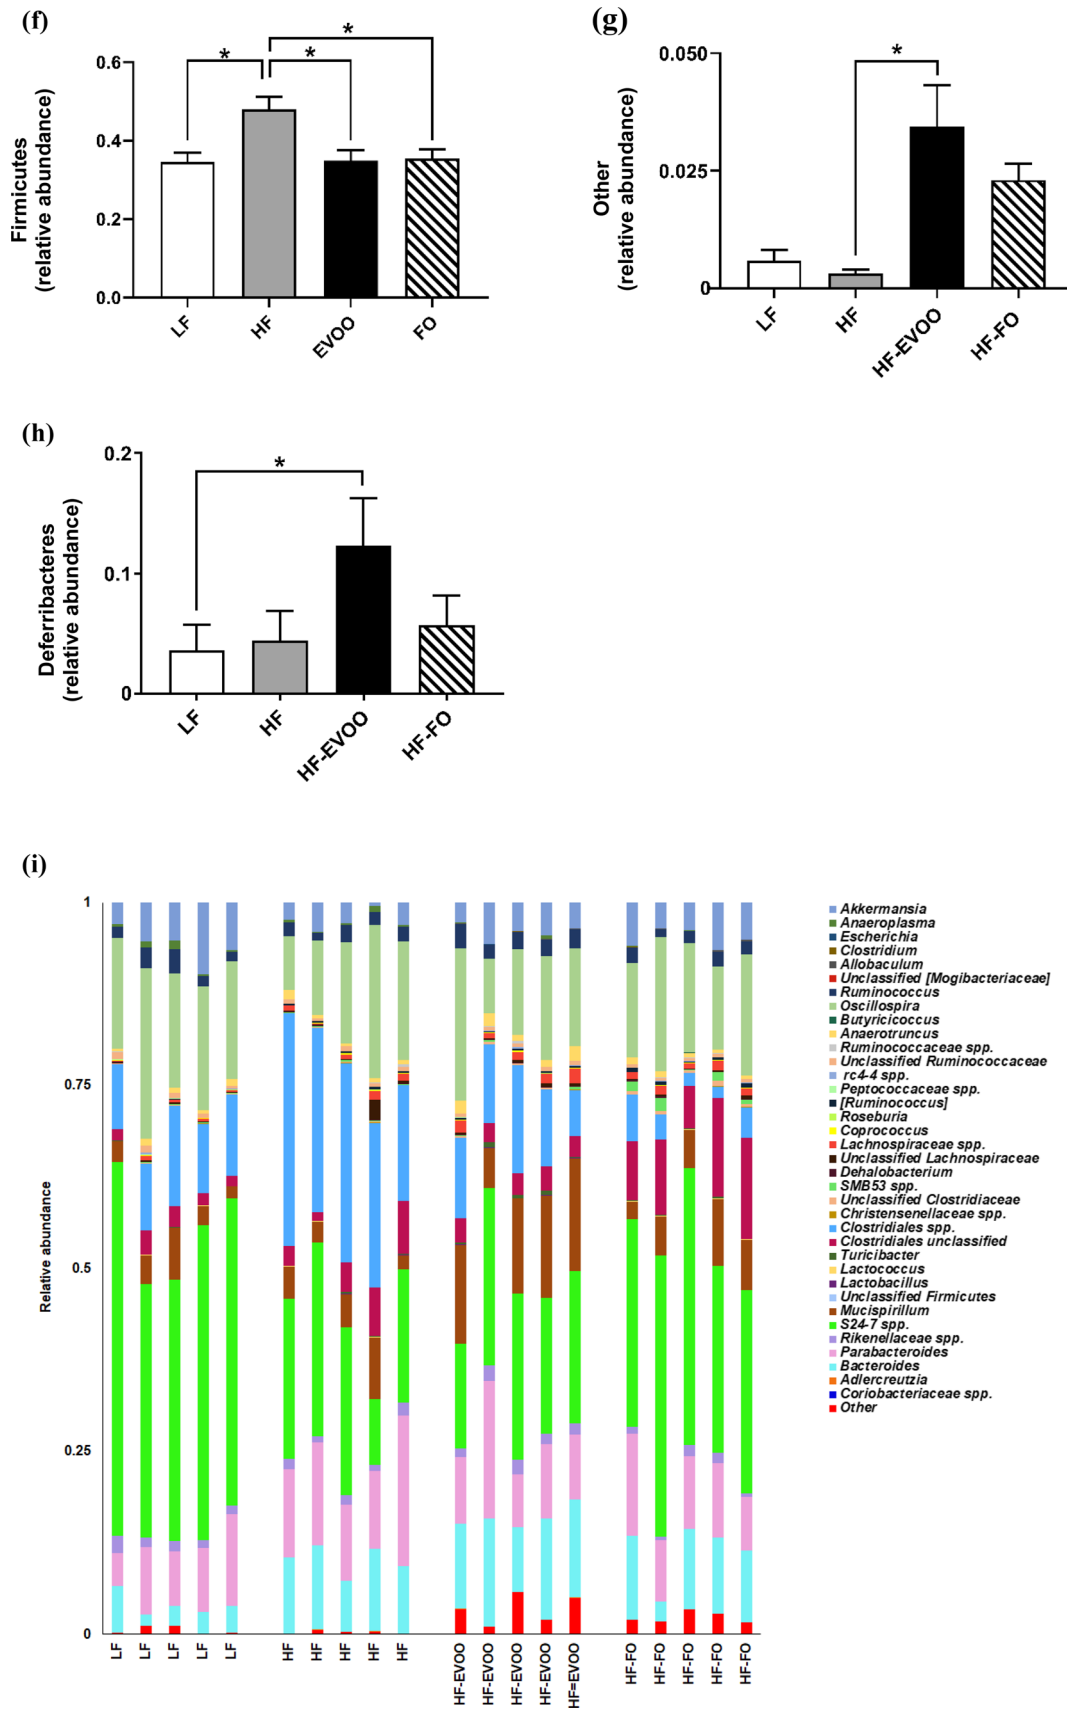 (f)
Firmicutes
(relative abundance)
0.6
0.4
0.2
0.0
*
*
*
LF
HF
EVOO
FO
(g)
Other
(relative abundance)
0.050
0.025
0
*
LF
HF
HF-EVOO
HF-FO
(h)
Deferribacteres
(relative abundance)
0.2
0.1
0
*
LF
HF
HF-EVOO
HF-FO
(i)
Relative abundance
1
0.75
0.5
0.25
0
LF
LF
LF
LF
LF
HF
HF
HF
HF
HF
HF-EVOO
HF-EVOO
HF-EVOO
HF-EVOO
HF=EVOO
HF-FO
HF-FO
HF-FO
HF-FO
HF-FO
Akkermansia
Anaeroplasma
Escherichia
Clostridium
Allobaculum
Unclassified [Mogibacteriaceae]
Ruminococcus
Oscillospira
Butyricicoccus
Anaerotruncus
Ruminococcaceae spp.
Unclassified Ruminococcaceae
rc4-4 spp.
Peptococcaceae spp.
[Ruminococcus]
Roseburia
Coprococcus
Lachnospiraceae spp.
Unclassified Lachnospiraceae
Dehalobacterium
SMB53 spp.
Unclassified Clostridiaceae
Christensenellaceae spp.
Clostridiales spp.
Clostridiales unclassified
Turicibacter
Lactococcus
Lactobacillus
Unclassified Firmicutes
Mucispirillum
S24-7 spp.
Rikenellaceae spp.
Parabacteroides
Bacteroides
Adlercreutzia
Coriobacteriaceae spp.
Other